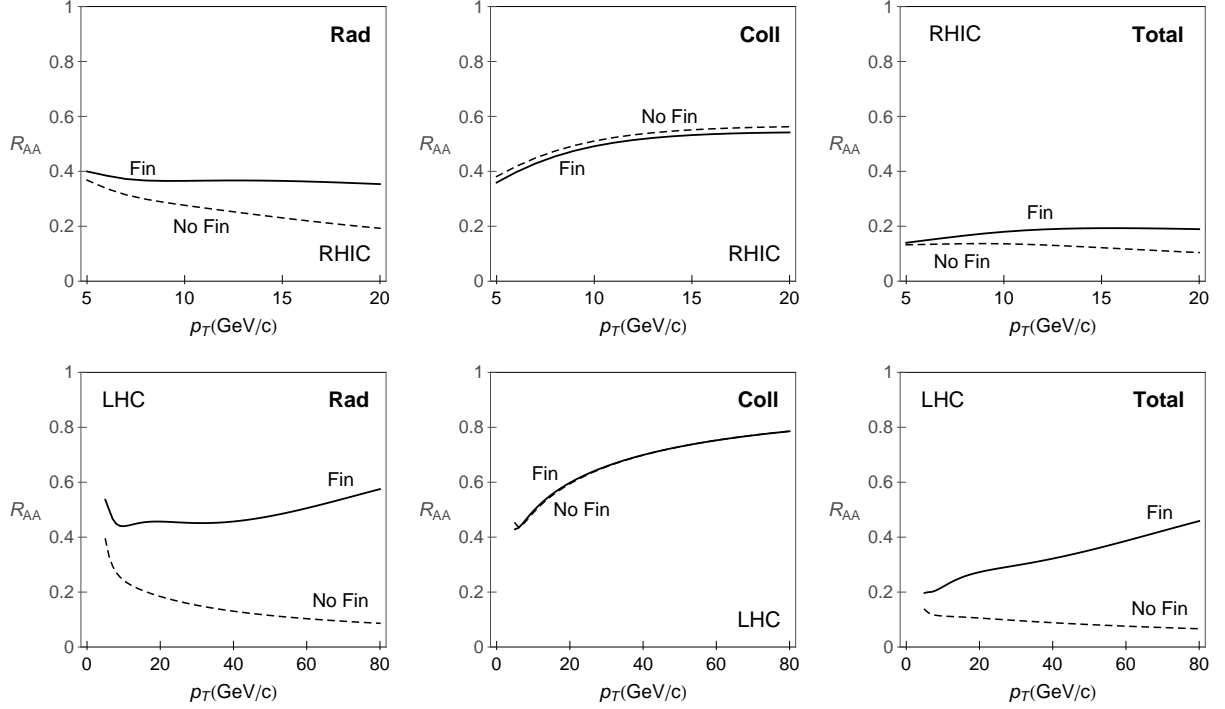 Rad
1
0.8
0.6
R_AA
0.4
0.2
0
Fin
No Fin
RHIC
5 10 15 20
p_T(GeV/c)
Coll
1
0.8
0.6
R_AA
0.4
0.2
0
No Fin
Fin
RHIC
5 10 15 20
p_T(GeV/c)
RHIC Total
1
0.8
0.6
R_AA
0.4
0.2
0
Fin
No Fin
5 10 15 20
p_T(GeV/c)
LHC Rad
1
0.8
0.6
R_AA
0.4
0.2
0
Fin
No Fin
0 20 40 60 80
p_T(GeV/c)
Coll
1
0.8
0.6
R_AA
0.4
0.2
0
Fin
No Fin
LHC
0 20 40 60 80
p_T(GeV/c)
LHC Total
1
0.8
0.6
R_AA
0.4
0.2
0
Fin
No Fin
0 20 40 60 80
p_T(GeV/c)